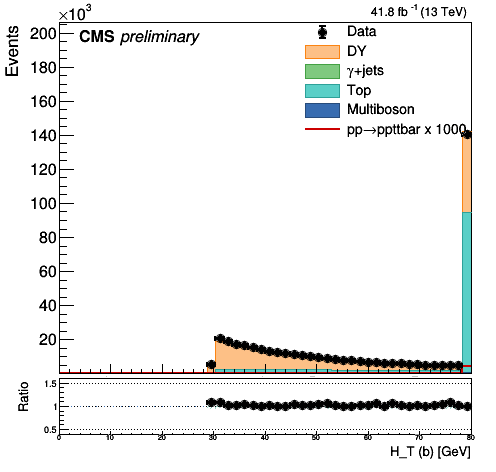 ×10³
41.8 fb⁻¹ (13 TeV)
CMS preliminary
Events
200
180
160
140
120
100
80
60
40
20
Data
DY
γ+jets
Top
Multiboson
pp→ppttbar x 1000
Ratio
1.5
1
0.5
0 10 20 30 40 50 60 70 80
H_T (b) [GeV]